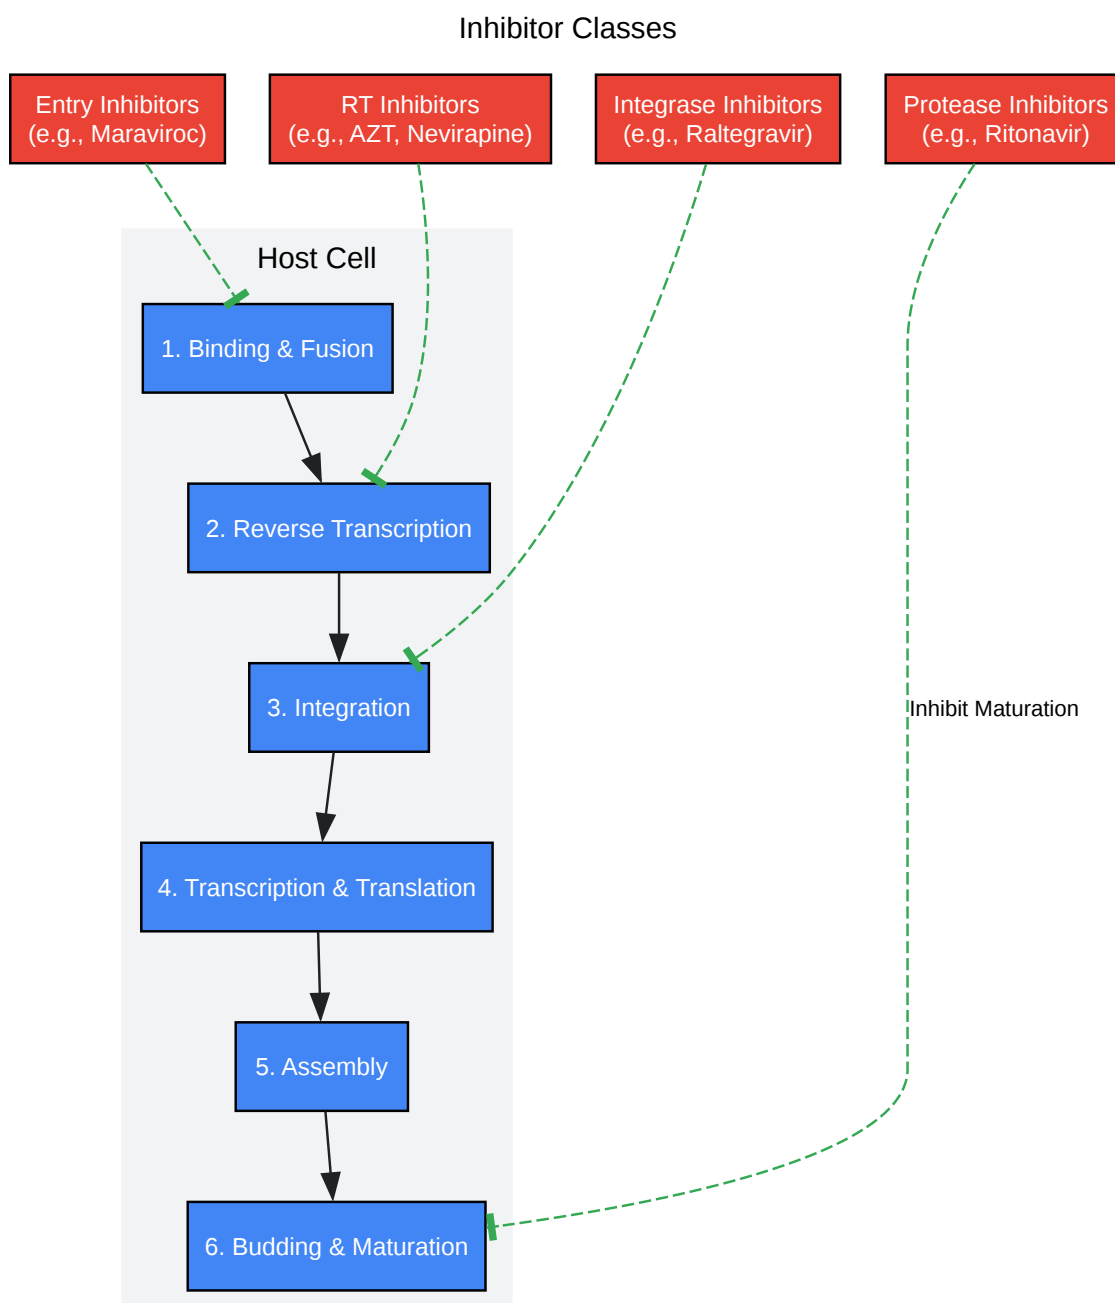 Inhibitor Classes
Entry Inhibitors
(e.g., Maraviroc)
RT Inhibitors
(e.g., AZT, Nevirapine)
Integrase Inhibitors
(e.g., Raltegravir)
Protease Inhibitors
(e.g., Ritonavir)
Host Cell
1. Binding & Fusion
2. Reverse Transcription
3. Integration
Inhibit Maturation
4. Transcription & Translation
5. Assembly
6. Budding & Maturation